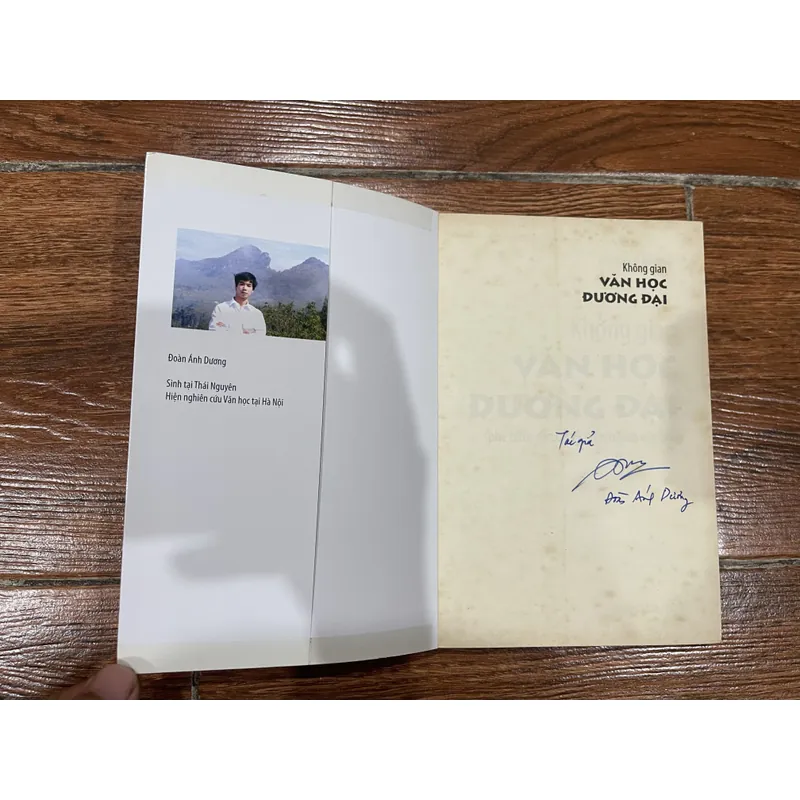 Đoàn Ánh Dương
Sinh tại Thái Nguyên
Hiện nghiên cứu Văn học tại Hà Nội
Không gian
VĂN HỌC
ĐƯƠNG ĐẠI
Không gian
VĂN HỌC
ĐƯƠNG ĐẠI
Tác giả
Đoàn Ánh Dương